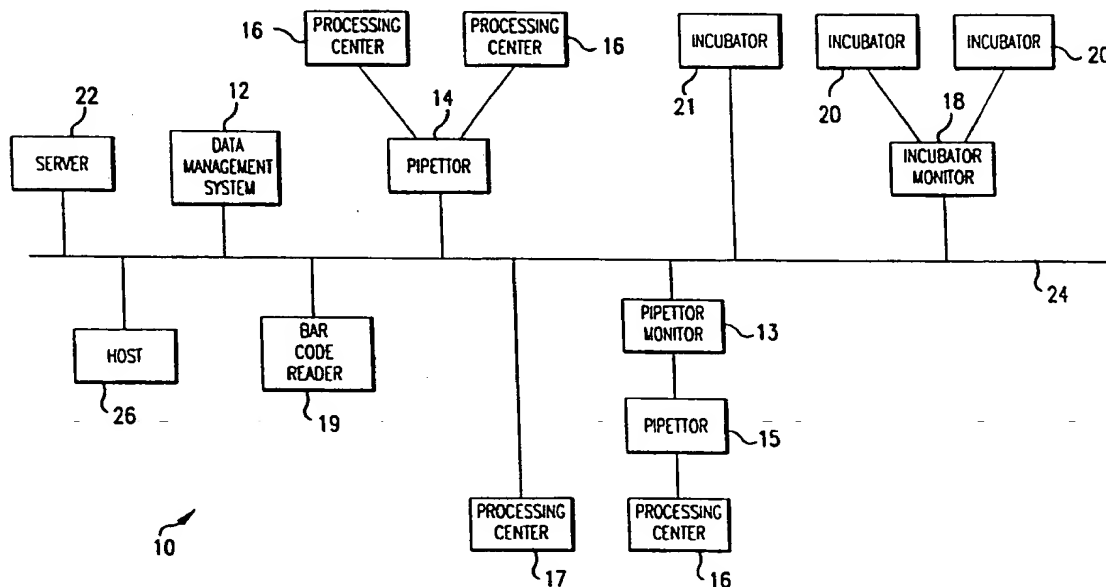 16
PROCESSING
CENTER
PROCESSING
CENTER
16
INCUBATOR
21
INCUBATOR
20
INCUBATOR
20
22
SERVER
12
DATA
MANAGEMENT
SYSTEM
14
PIPETTOR
18
INCUBATOR
MONITOR
24
HOST
26
BAR
CODE
READER
19
PIPETTOR
MONITOR
13
PIPETTOR
15
10
PROCESSING
CENTER
17
PROCESSING
CENTER
16